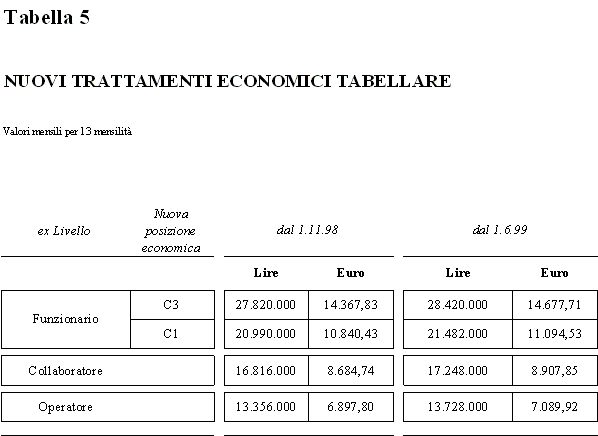 Tabella 5
NUOVI TRATTAMENTI ECONOMICI TABELLARE
Valori mensili per 13 mensilità
ex Livello Nuova posizione economica dal 1.11.98 dal 1.6.99
Lire Euro Lire Euro
Funzionario C3 27.820.000 14.367,83 28.420.000 14.677,71
C1 20.990.000 10.840,43 21.482.000 11.094,53
Collaboratore 16.816.000 8.684,74 17.248.000 8.907,85
Operatore 13.356.000 6.897,80 13.728.000 7.089,92